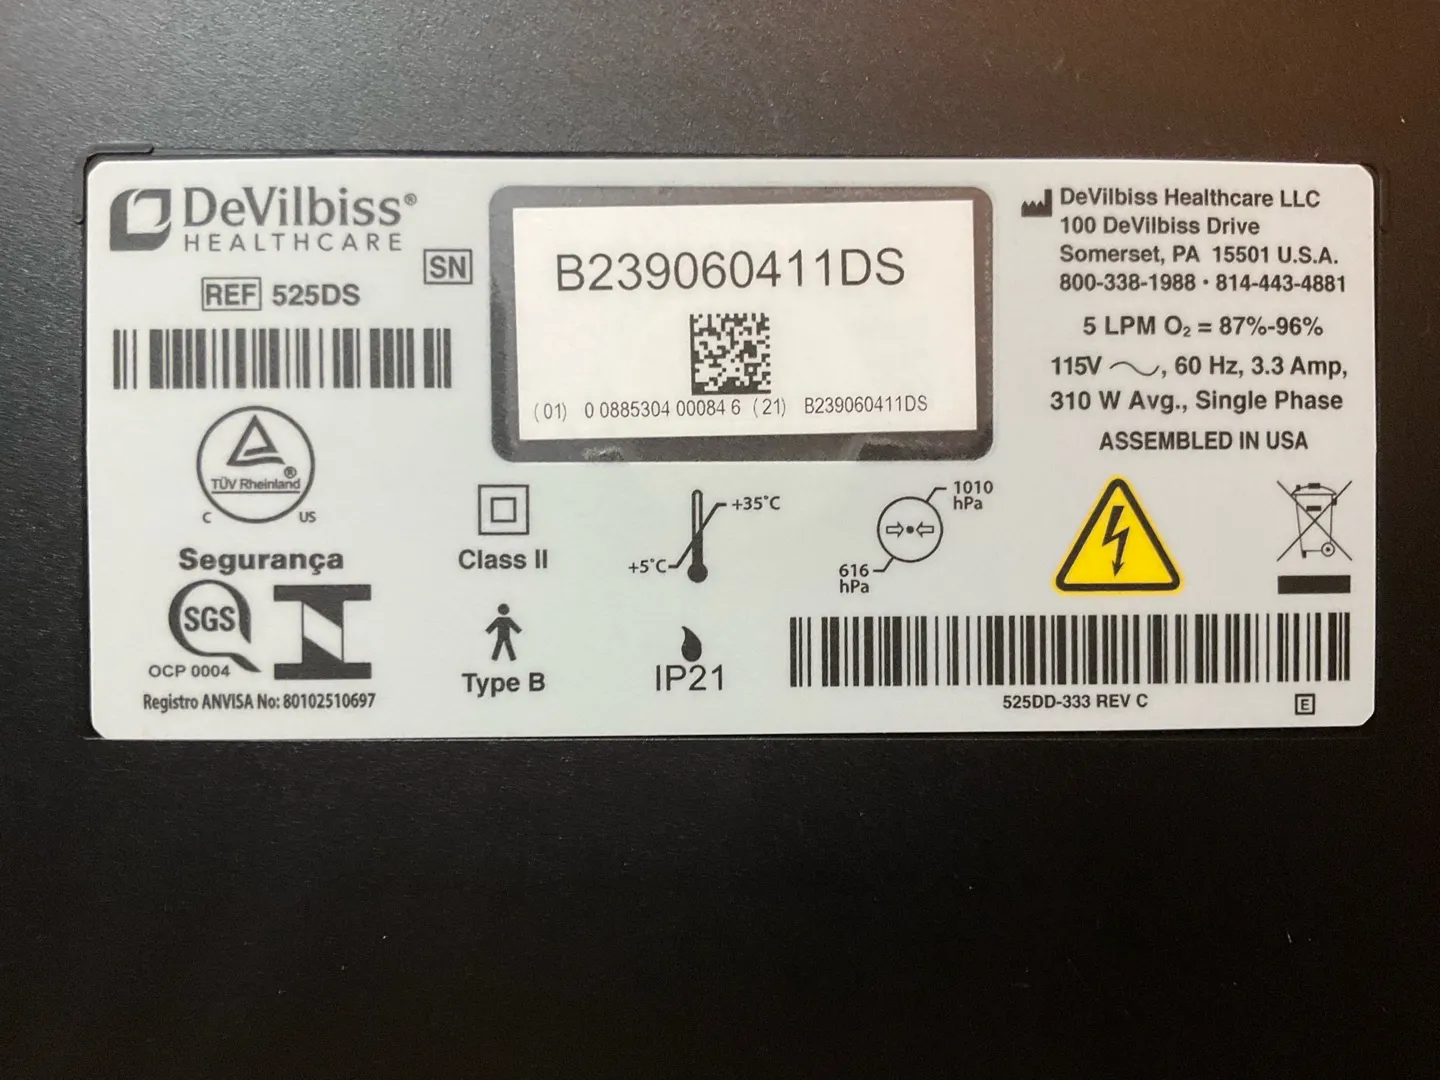 DeVilbiss®
HEALTHCARE
REF 525DS
SN
B239060411DS
(01) 0 0885304 00084 6 (21) B239060411DS
DeVilbiss Healthcare LLC
100 DeVilbiss Drive
Somerset, PA 15501 U.S.A.
800-338-1988 • 814-443-4881
5 LPM O₂ = 87%-96%
115V ～, 60 Hz, 3.3 Amp,
310 W Avg., Single Phase
ASSEMBLED IN USA
TÜV Rheinland®
C US
Segurança
SGS
OCP 0004
Registro ANVISA No: 80102510697
Class II
Type B
+35°C
+5°C
IP21
1010
hPa
616
hPa
525DD-333 REV C
E